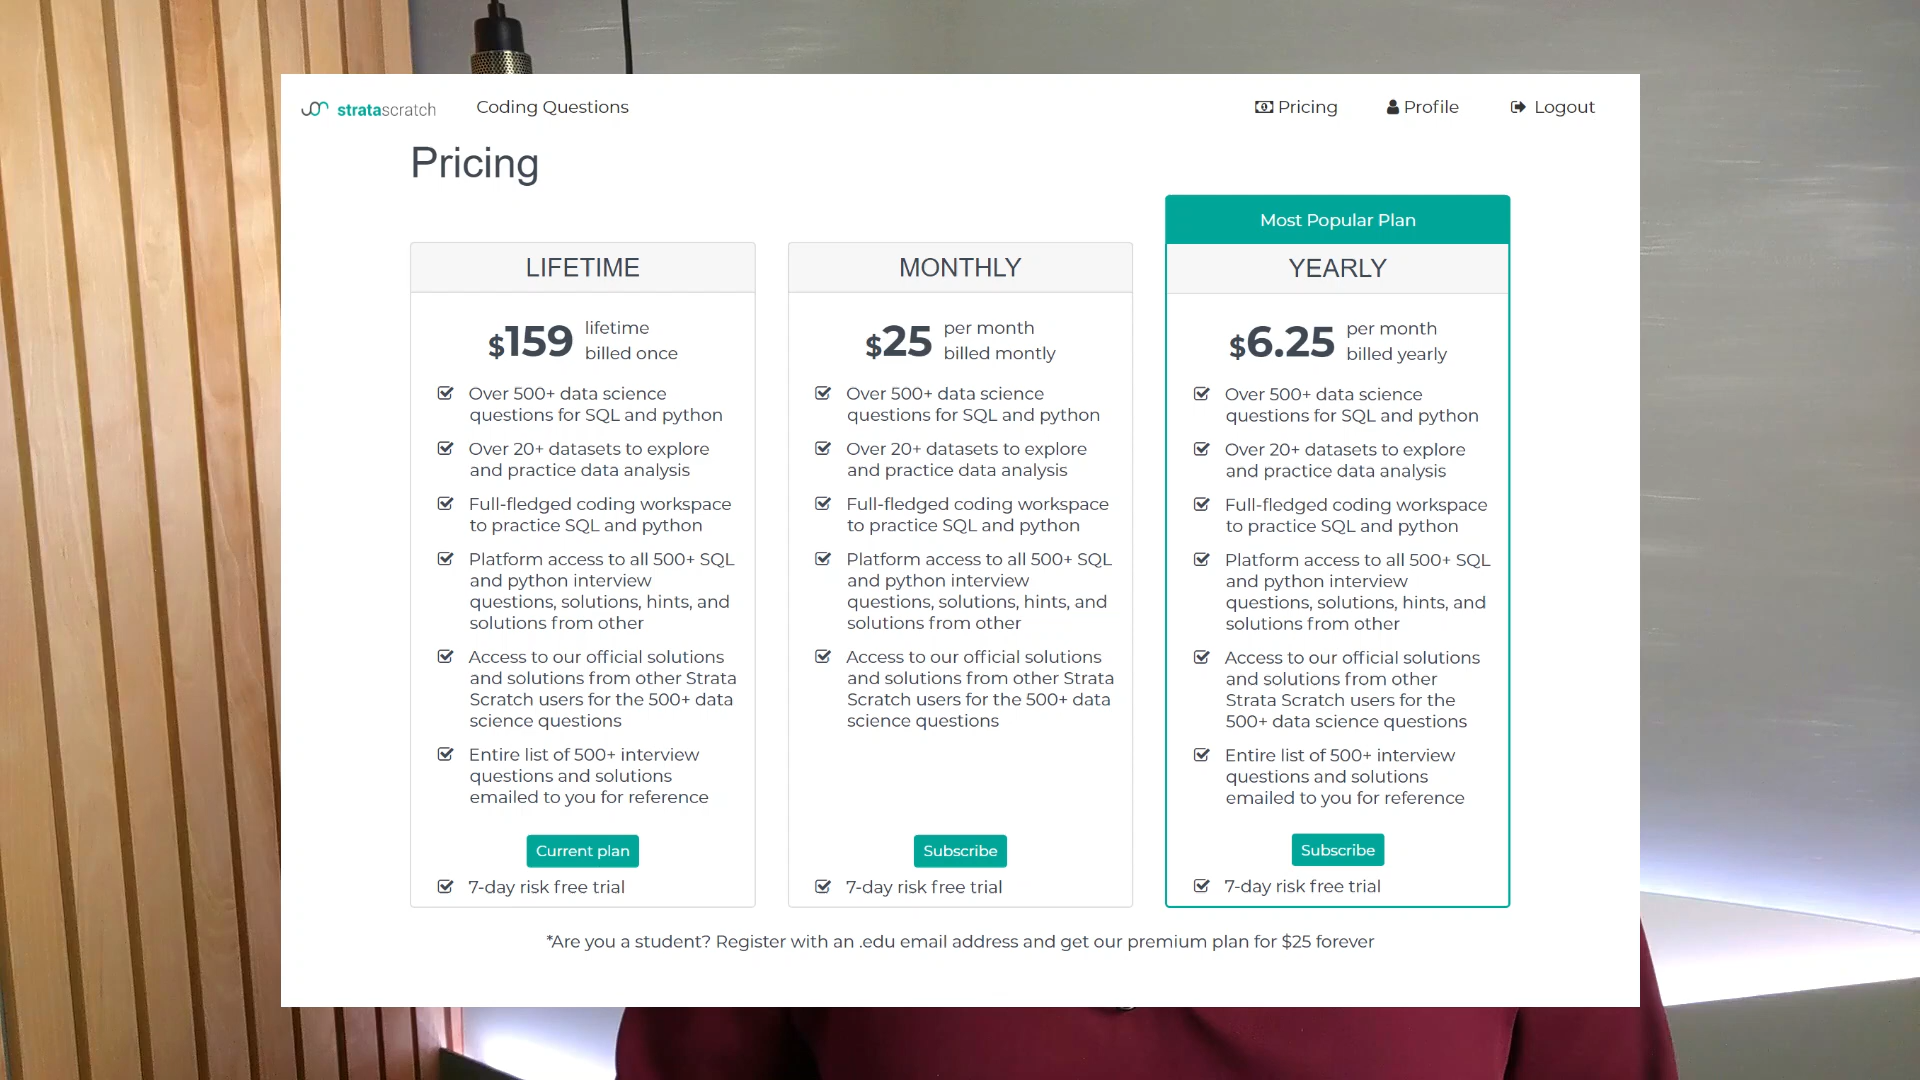 stratascratch
Coding Questions
Pricing
Profile
Logout
Pricing
LIFETIME
$159 lifetime
billed once
Over 500+ data science
questions for SQL and python
Over 20+ datasets to explore
and practice data analysis
Full-fledged coding workspace
to practice SQL and python
Platform access to all 500+ SQL
and python interview
questions, solutions, hints, and
solutions from other
Access to our official solutions
and solutions from other Strata
Scratch users for the 500+ data
science questions
Entire list of 500+ interview
questions and solutions
emailed to you for reference
Current plan
7-day risk free trial
MONTHLY
$25 per month
billed montly
Over 500+ data science
questions for SQL and python
Over 20+ datasets to explore
and practice data analysis
Full-fledged coding workspace
to practice SQL and python
Platform access to all 500+ SQL
and python interview
questions, solutions, hints, and
solutions from other
Access to our official solutions
and solutions from other Strata
Scratch users for the 500+ data
science questions
Subscribe
7-day risk free trial
Most Popular Plan
YEARLY
$6.25 per month
billed yearly
Over 500+ data science
questions for SQL and python
Over 20+ datasets to explore
and practice data analysis
Full-fledged coding workspace
to practice SQL and python
Platform access to all 500+ SQL
and python interview
questions, solutions, hints, and
solutions from other
Access to our official solutions
and solutions from other
Strata Scratch users for the
500+ data science questions
Entire list of 500+ interview
questions and solutions
emailed to you for reference
Subscribe
7-day risk free trial
*Are you a student? Register with an .edu email address and get our premium plan for $25 forever